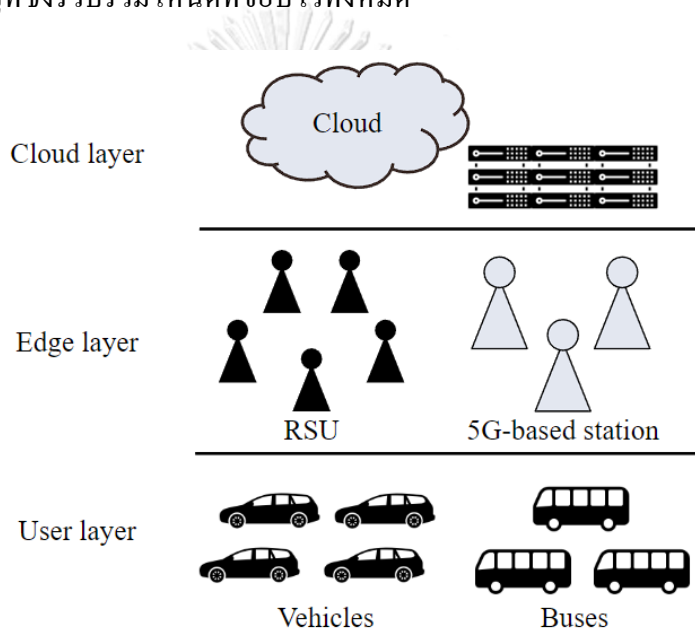 Cloud
Cloud layer
Edge layer
RSU
5G-based station
User layer
Vehicles
Buses